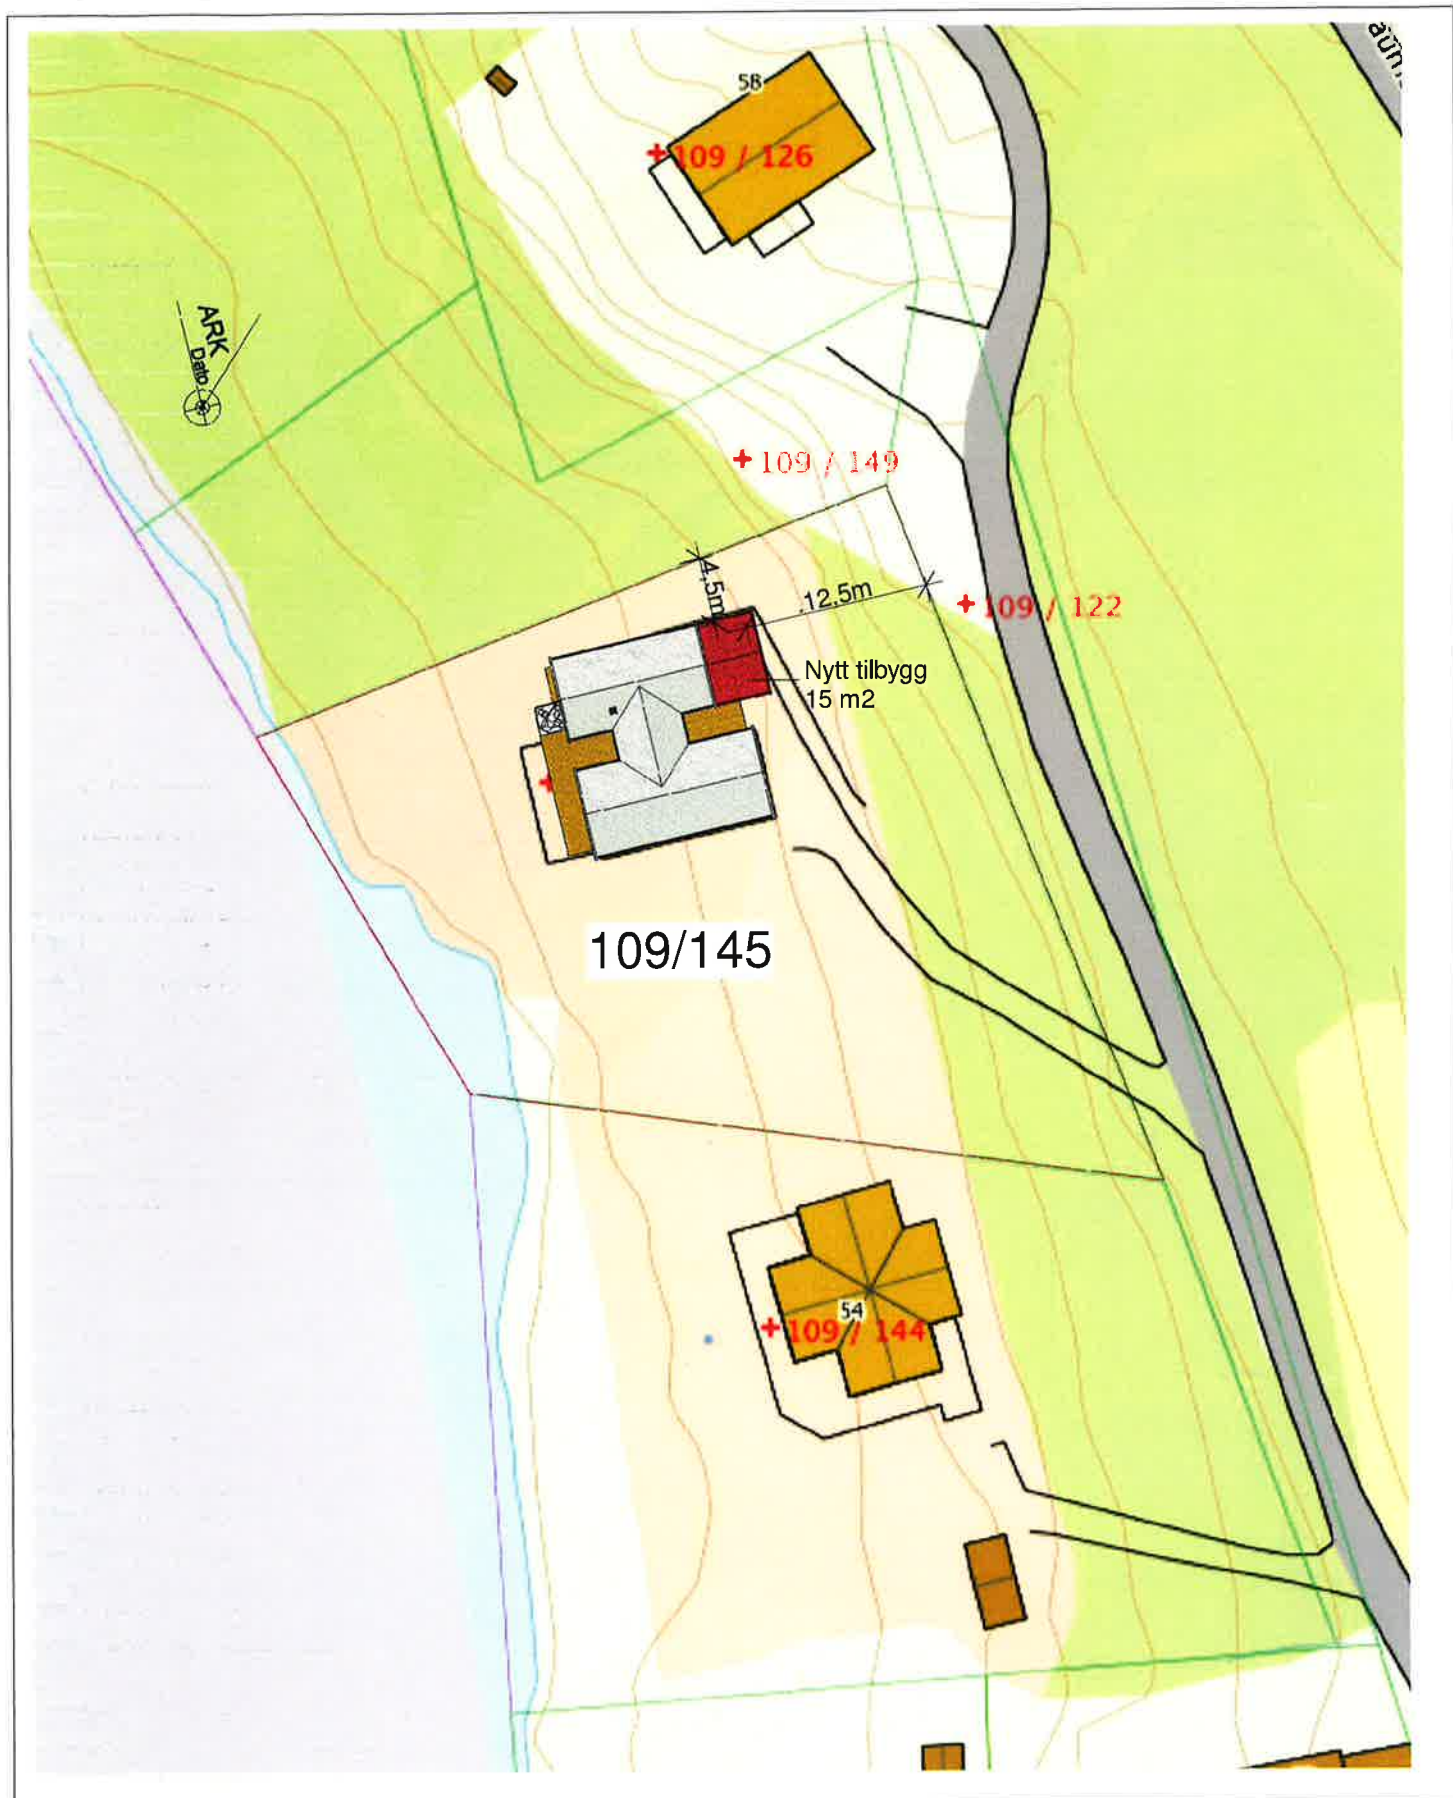 58
+109 / 126
ARK
Dato
+ 109 / 149
4,5m
12,5m
+ 109 / 122
Nytt tilbygg
15 m2
109/145
54
+109 / 144